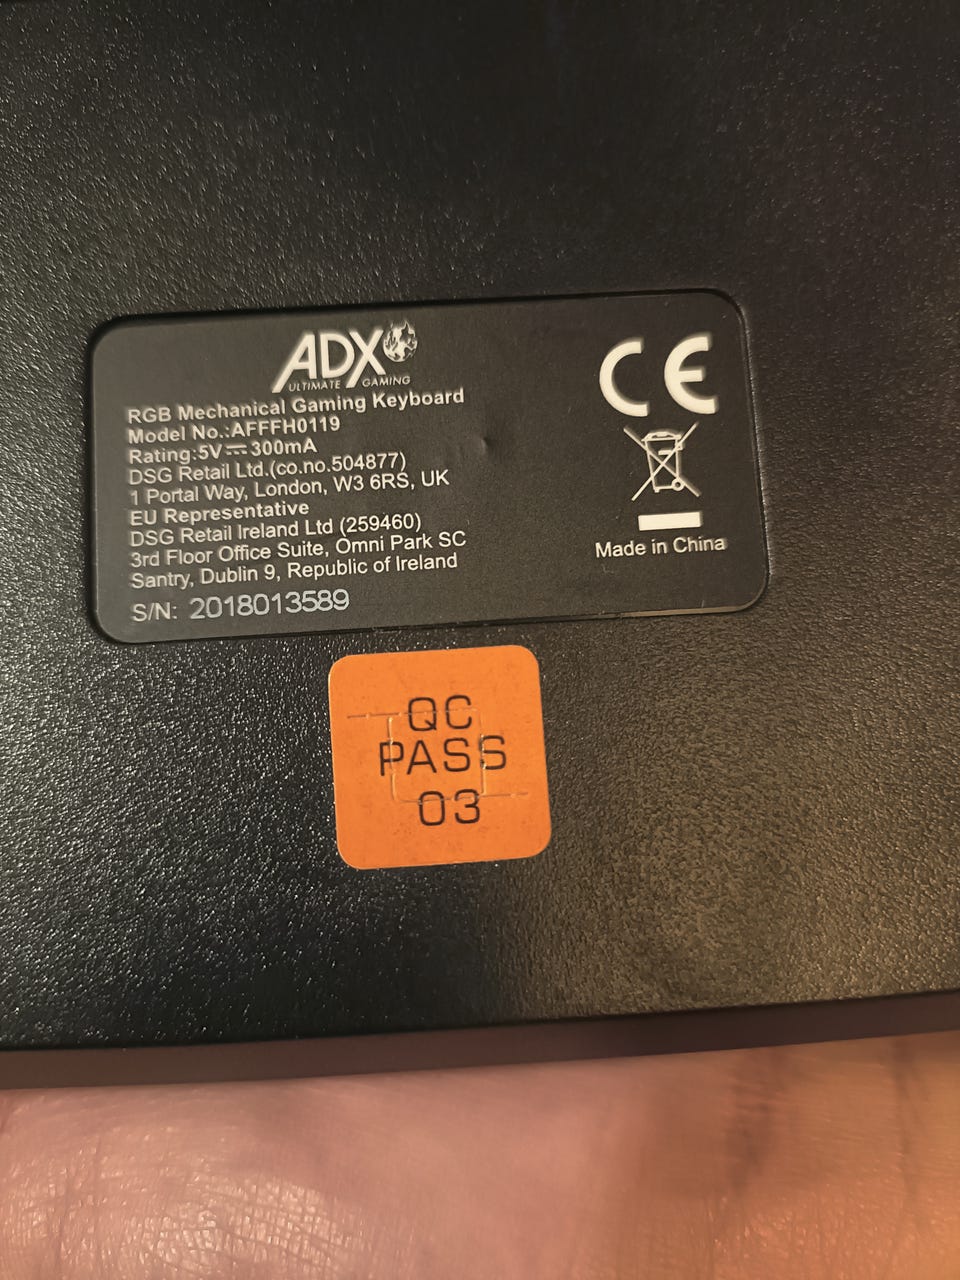 ADX
ULTIMATE GAMING
RGB Mechanical Gaming Keyboard
Model No.:AFFFH0119
Rating:5V⎓300mA
DSG Retail Ltd.(co.no.504877)
1 Portal Way, London, W3 6RS, UK
EU Representative
DSG Retail Ireland Ltd (259460)
3rd Floor Office Suite, Omni Park SC
Santry, Dublin 9, Republic of Ireland
S/N: 2018013589
CE
Made in China
QC
PASS
03